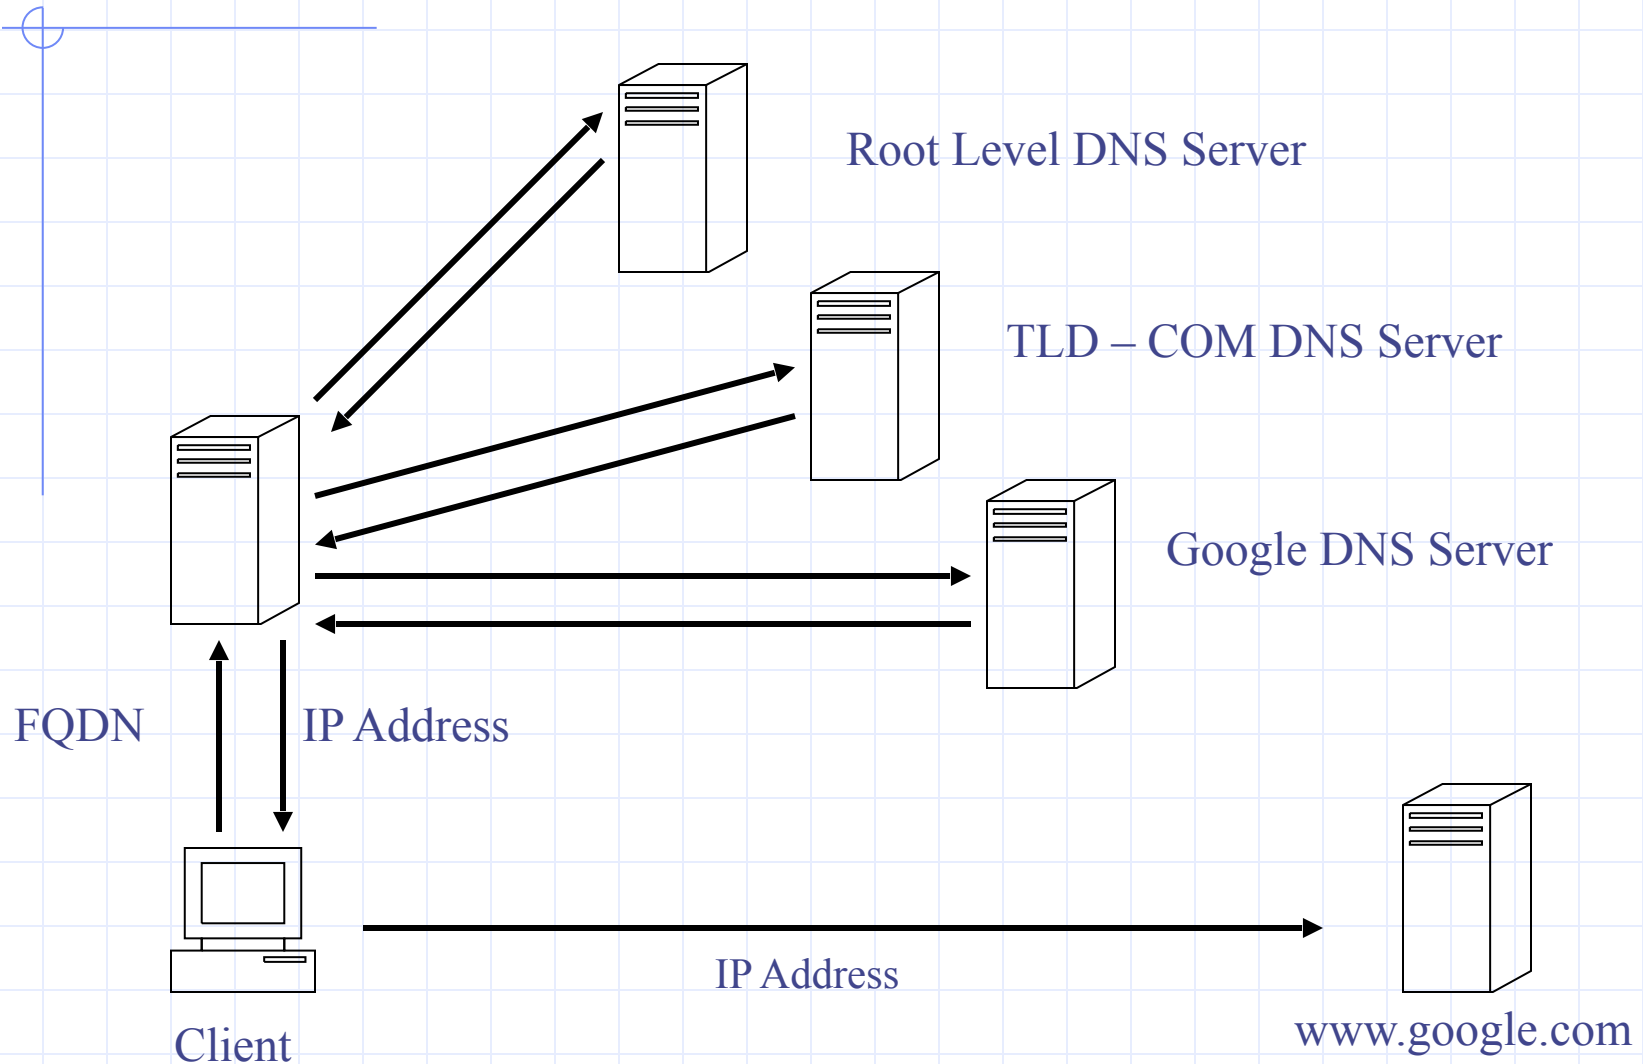 Root Level DNS Server
TLD – COM DNS Server
Google DNS Server
FQDN
IP Address
IP Address
www.google.com
Client